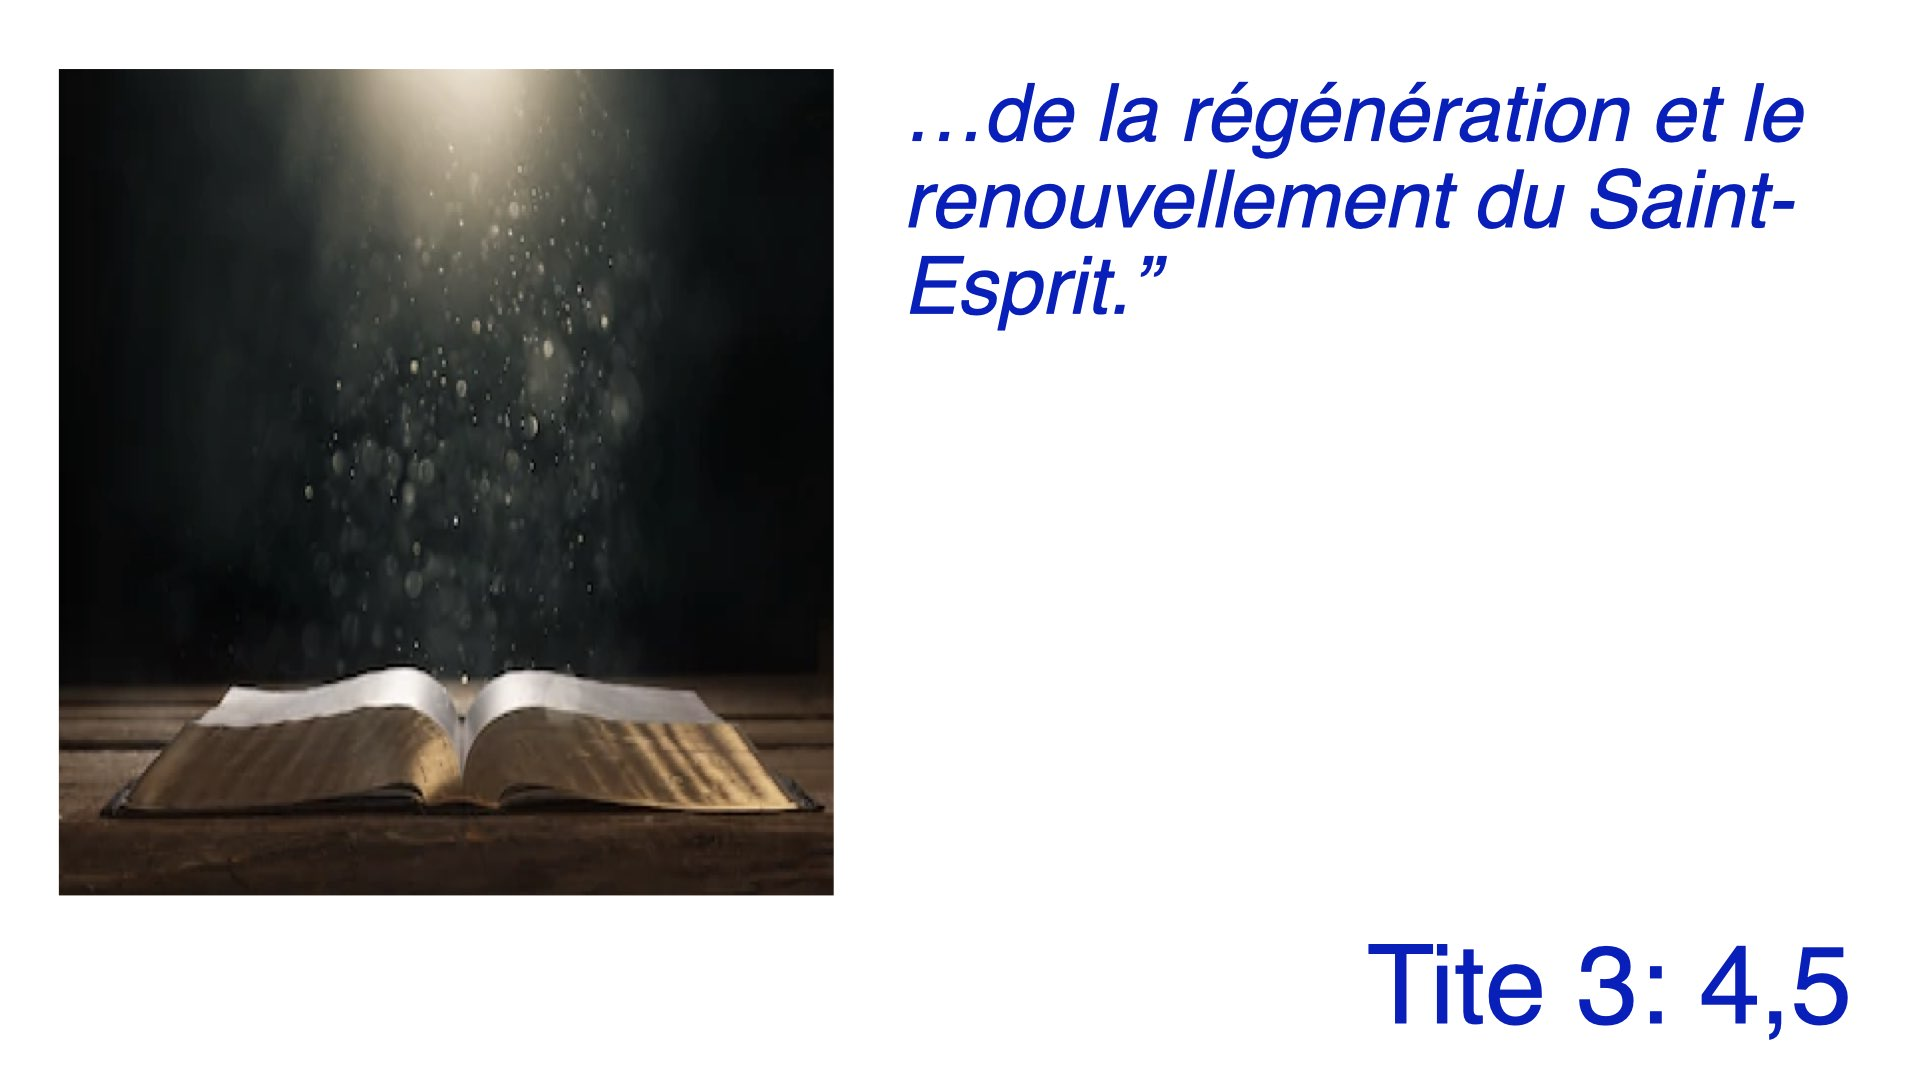 …de la régénération et le
renouvellement du Saint-
Esprit.”
Tite 3: 4,5